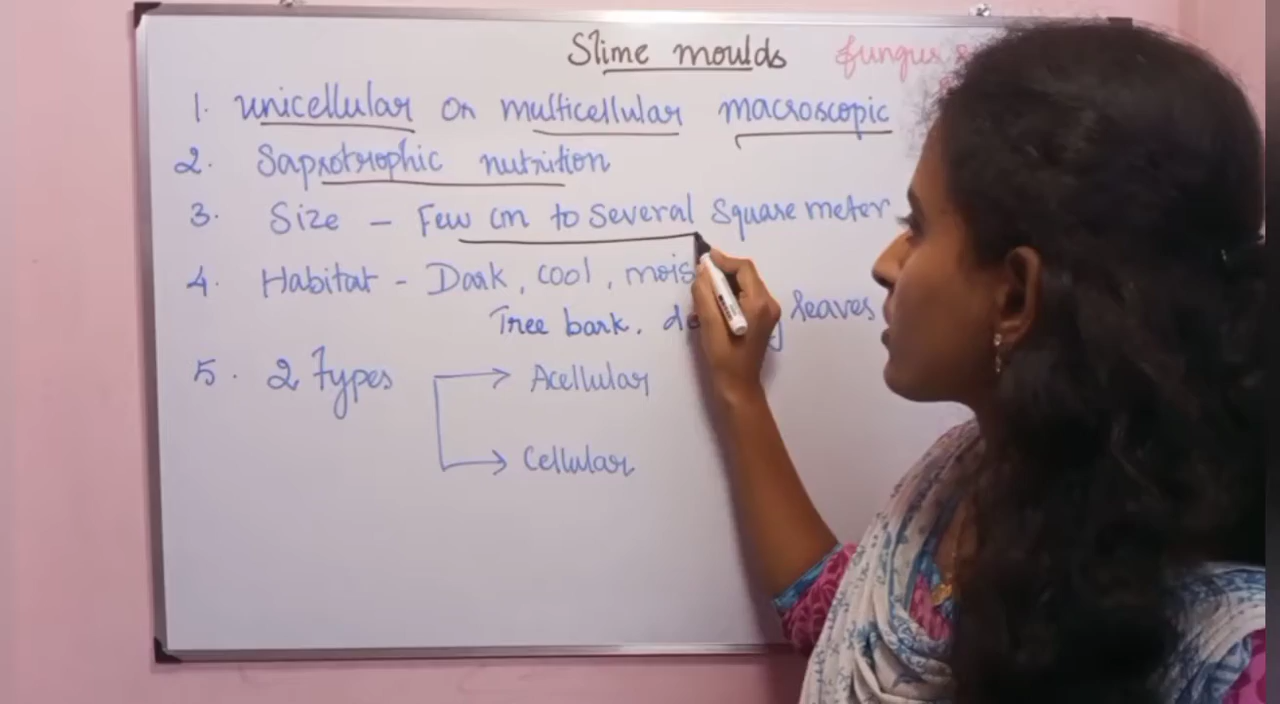 Slime moulds fungus
1. unicellular or multicellular macroscopic
2. Saprotrophic nutrition
3. Size - Few cm to several Square meter
4. Habitat - Dark, cool,
Tree bark, leaves
5. 2 types
Acellular
Cellular